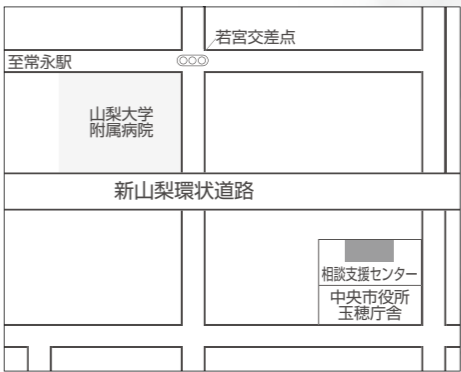 若宮交差点
至常永駅
山梨大学
附属病院
新山梨環状道路
相談支援センター
中央市役所
玉穂庁舎